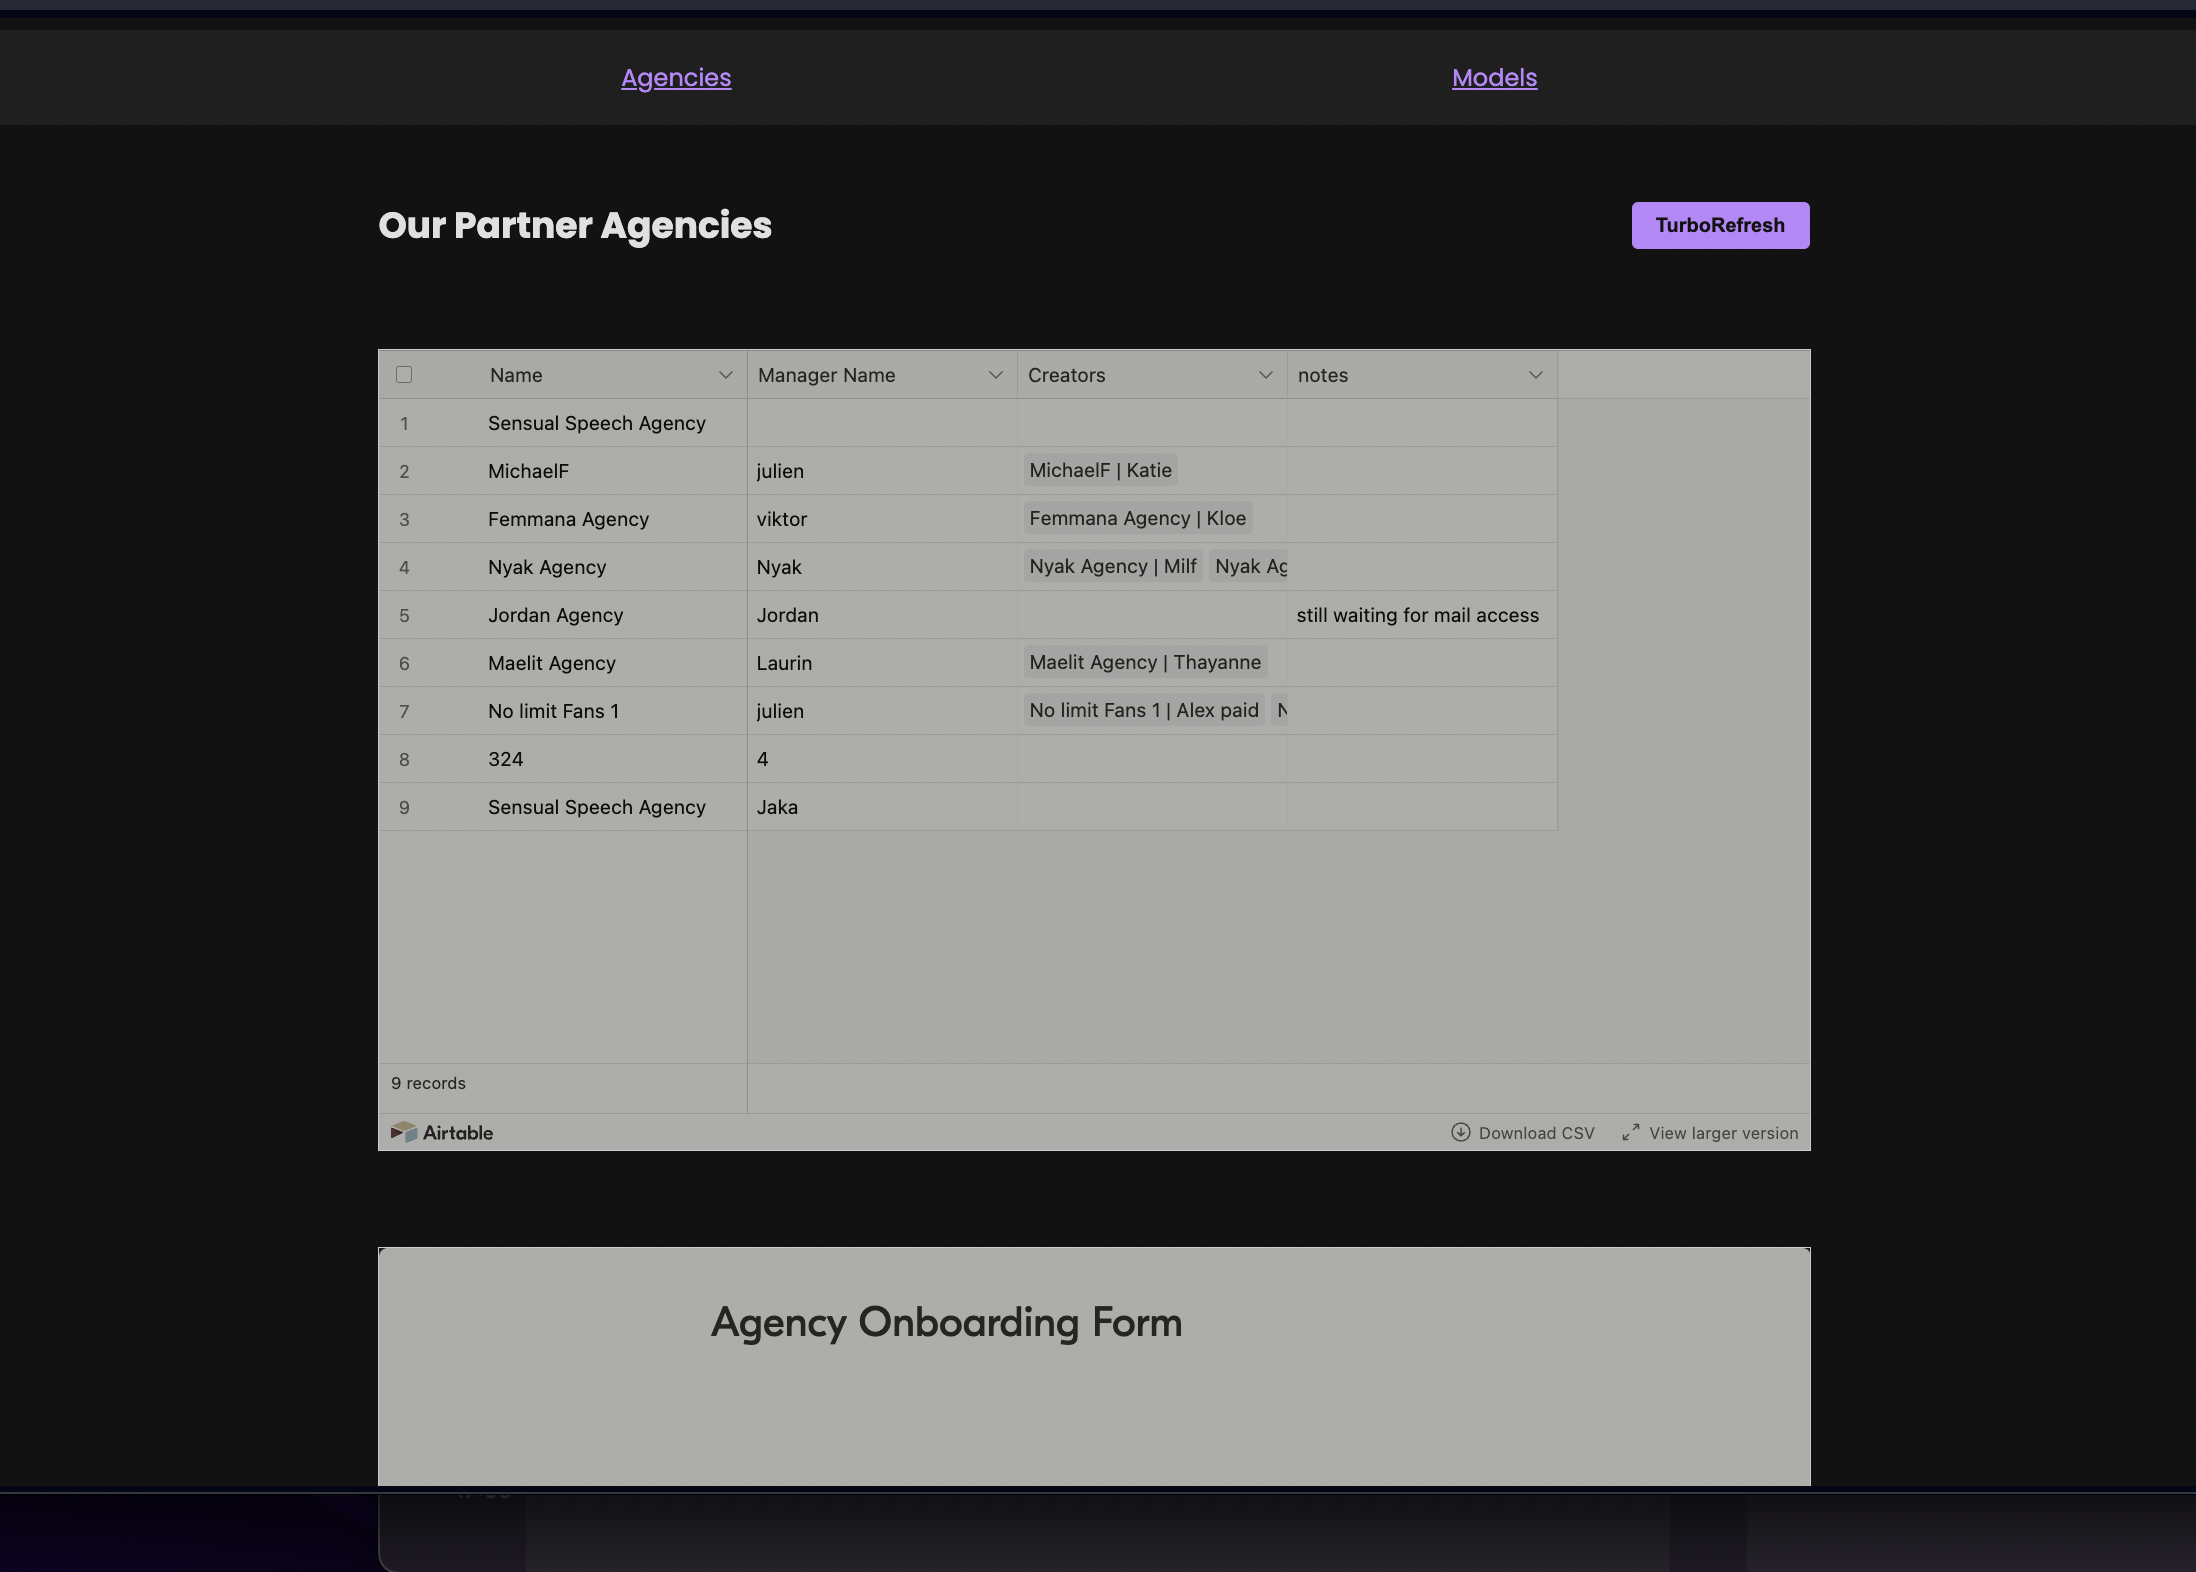 Agencies Models
Our Partner Agencies TurboRefresh
Name Manager Name Creators notes
1 Sensual Speech Agency
2 MichaelF julien MichaelF | Katie
3 Femmana Agency viktor Femmana Agency | Kloe
4 Nyak Agency Nyak Nyak Agency | Milf Nyak Ag
5 Jordan Agency Jordan still waiting for mail access
6 Maelit Agency Laurin Maelit Agency | Thayanne
7 No limit Fans 1 julien No limit Fans 1 | Alex paid N
8 324 4
9 Sensual Speech Agency Jaka
9 records
Airtable Download CSV View larger version
Agency Onboarding Form